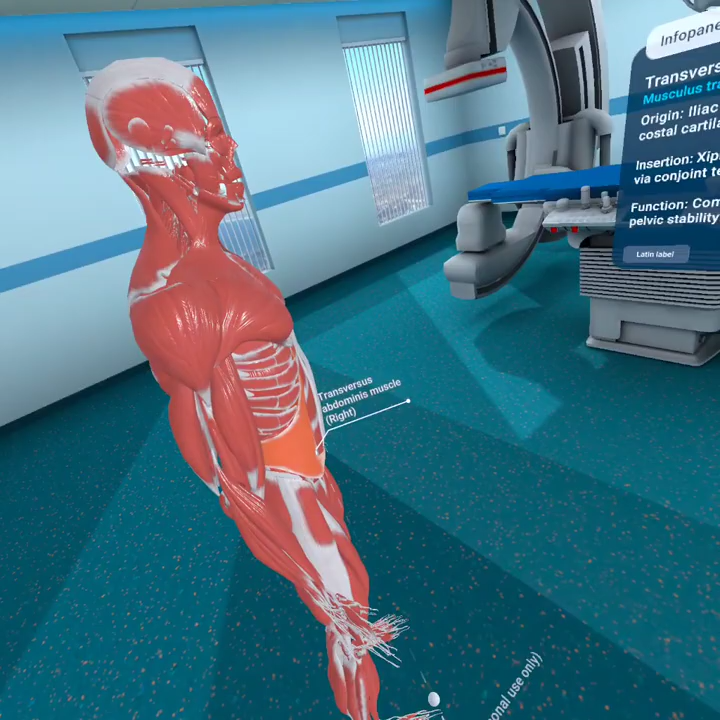 Infopane
Transvers
Musculus tra
Origin: Iliac
costal cartila
Insertion: Xip
via conjoint te
Function: Com
pelvic stability
Latin label
Transversus
abdominis muscle
(Right)
onal use only)